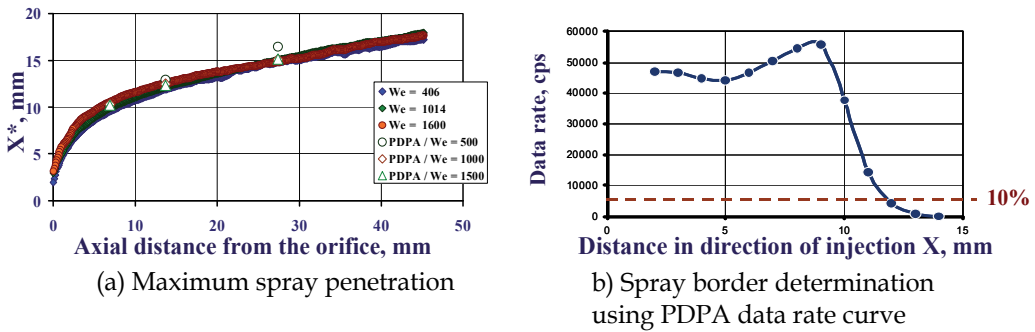 20
15
10
5
0
X*, mm
We = 406
We = 1014
We = 1600
PDPA / We = 500
PDPA / We = 1000
PDPA / We = 1500
0 10 20 30 40 50
Axial distance from the orifice, mm
(a) Maximum spray penetration
60000
50000
40000
30000
20000
10000
0
Data rate, cps
10%
0 5 10 15
Distance in direction of injection X, mm
b) Spray border determination
using PDPA data rate curve